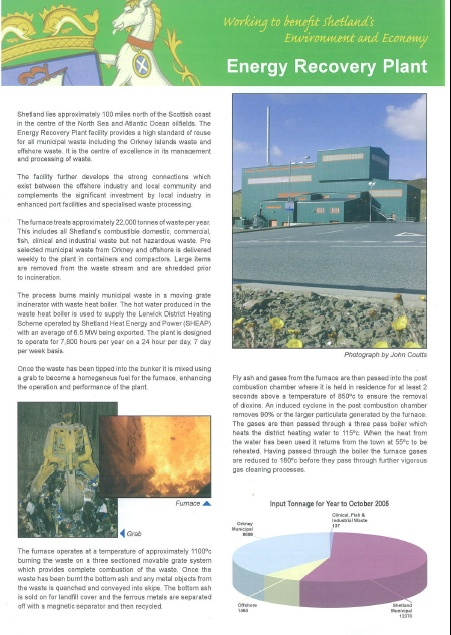 Working to benefit Shetland's
Environment and Economy
Energy Recovery Plant
Shetland lies approximately 100 miles north of the Scottish coast
in the centre of the North Sea and Atlantic Ocean oilfields. The
Energy Recovery Plant facility provides a high standard of reuse
for all municipal waste including the Orkney Islands waste and
offshore waste. It is the centre of excellence in its management
and processing of waste.
The facility further develop the strong connections which
exist between the offshore industry and local community and
complements the significant investment by local industry in
enhanced port facilities and specialised waste processing.
The furnace treats approximately 22,000 tonnes of waste per year.
This includes all Shetland's combustible domestic, commercial,
fish, clinical and industrial waste but not hazardous waste. Pre
selected municipal waste from Orkney and offshore is delivered
weekly to the plant in containers and compactors. Large items
are removed from the waste stream and are shredded prior
to incineration.
The process burns mainly municipal waste in a moving grate
incinerator with waste heat boiler. The hot water produced in the
waste heat boiler is used to supply the Lerwick District Heating
Scheme operated by Shetland Heat Energy and Power (SHEAP)
with an average of 6.5 MW being exported. The plant is designed
to operate for 7,800 hours per year on a 24 hour per day, 7 day
per week basis.
Once the waste has been tipped into the bunker it is mixed using
a grab to become a homogenous fuel for the furnace, enhancing
the operation and performance of the plant.
Furnace
Grab
The furnace operates at a temperature of approximately 1100ºc
burning the waste on a three sectioned movable grate system
which provides complete combustion of the waste. Once the
waste has been burnt the bottom ash and any metal objects from
the waste is quenched and conveyed into skips. The bottom ash
is sold on for landfill cover and the ferrous metals are separated
off with a magnetic separator and then recycled.
Photograph by John Coutts
Fly ash and gases from the furnace are then passed into the post
combustion chamber where it is held in residence for at least 2
seconds above a temperature of 850ºc to ensure the removal
of dioxins. An induced cyclone in the post combustion chamber
removes 90% or the larger particulate generated by the furnace.
The gases are then passed through a three pass boiler which
heats the district heating water to 115ºc. When the heat from
the water has been used it returns from the town at 55ºc to be
reheated. Having passed through the boiler the furnace gases
are reduced to 180ºc before they pass through further vigorous
gas cleaning processes.
Input Tonnage for Year to October 2005
Clinical, Fish &
Industrial Waste
137
Orkney
Municipal
Offshore
Shetland
Municipal